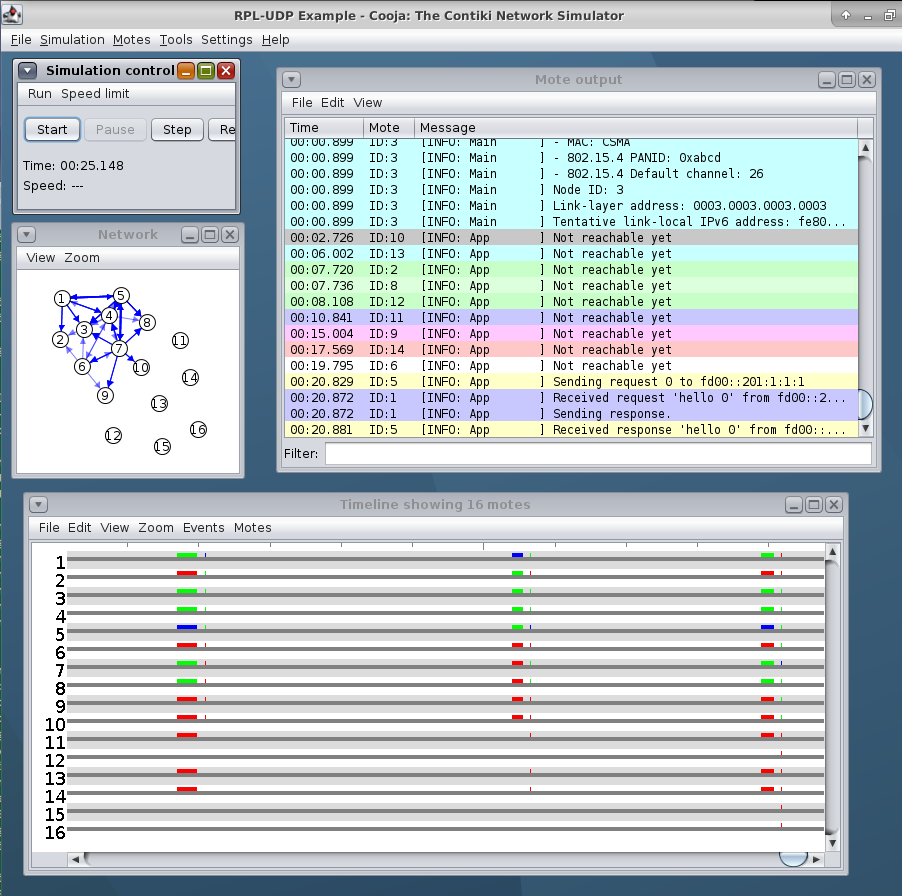 RPL-UDP Example - Cooja: The Contiki Network Simulator
File Simulation Motes Tools Settings Help
Simulation control
Run Speed limit
Start Pause Step Re
Time: 00:25.148
Speed: ---
Network
View Zoom
1
5
4
8
3
2
11
7
6
10
14
9
13
16
12
15
Mote output
File Edit View
Time Mote Message
00:00.899 ID:3 [INFO: Main ] - MAC: CSMA
00:00.899 ID:3 [INFO: Main ] - 802.15.4 PANID: 0xabcd
00:00.899 ID:3 [INFO: Main ] - 802.15.4 Default channel: 26
00:00.899 ID:3 [INFO: Main ] Node ID: 3
00:00.899 ID:3 [INFO: Main ] Link-layer address: 0003.0003.0003.0003
00:00.899 ID:3 [INFO: Main ] Tentative link-local IPv6 address: fe80...
00:02.726 ID:10 [INFO: App ] Not reachable yet
00:06.002 ID:13 [INFO: App ] Not reachable yet
00:07.720 ID:2 [INFO: App ] Not reachable yet
00:07.736 ID:8 [INFO: App ] Not reachable yet
00:08.108 ID:12 [INFO: App ] Not reachable yet
00:10.841 ID:11 [INFO: App ] Not reachable yet
00:15.004 ID:9 [INFO: App ] Not reachable yet
00:17.569 ID:14 [INFO: App ] Not reachable yet
00:19.795 ID:6 [INFO: App ] Not reachable yet
00:20.829 ID:5 [INFO: App ] Sending request 0 to fd00::201:1:1:1
00:20.872 ID:1 [INFO: App ] Received request 'hello 0' from fd00::2...
00:20.872 ID:1 [INFO: App ] Sending response.
00:20.881 ID:5 [INFO: App ] Received response 'hello 0' from fd00::...
Filter:
Timeline showing 16 motes
File Edit View Zoom Events Motes
1
2
3
4
5
6
7
8
9
10
11
12
13
14
15
16